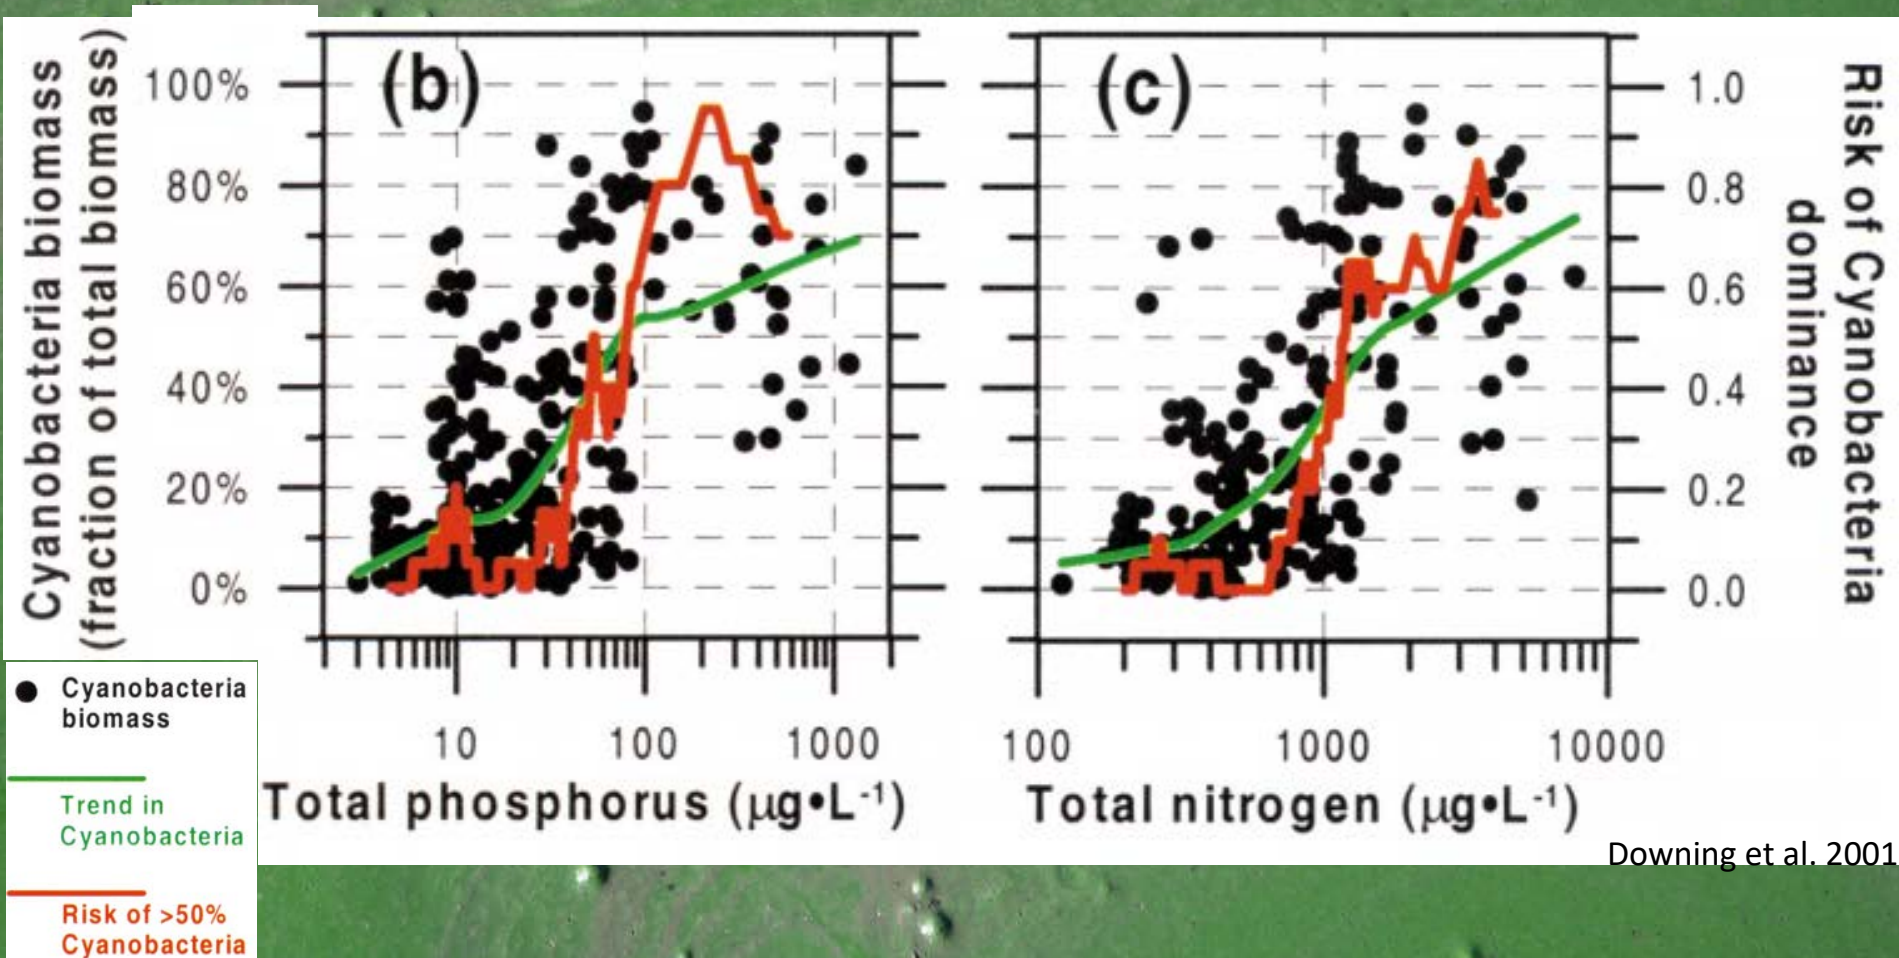 Cyanobacteria biomass
(fraction of total biomass)
100%
80%
60%
40%
20%
0%
(b)
10
100
1000
Total phosphorus (µg•L⁻¹)
(c)
100
1000
10000
Total nitrogen (µg•L⁻¹)
1.0
0.8
0.6
0.4
0.2
0.0
Risk of Cyanobacteria
dominance
Cyanobacteria
biomass
Trend in
Cyanobacteria
Risk of >50%
Cyanobacteria
Downing et al. 2001